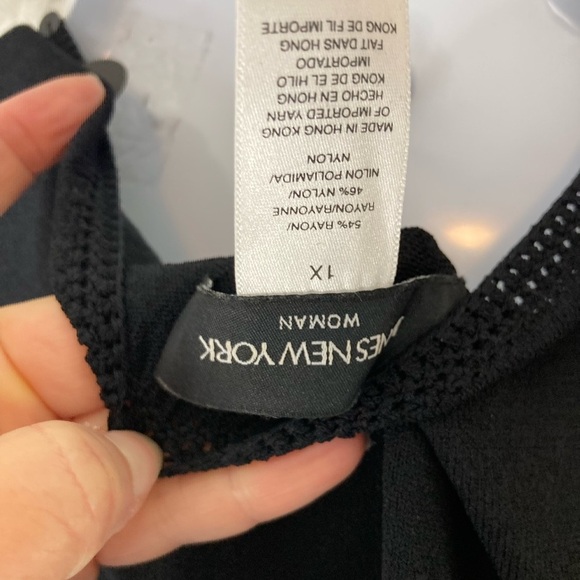 NES NEW YORK
WOMAN
1X
54% RAYON/
RAYON/RAYONNE
46% NYLON/
NILON POLIAMIDA/
NYLON
MADE IN HONG KONG
OF IMPORTED YARN
HECHO EN HONG
KONG DE EL HILO
IMPORTADO
FAIT DANS HONG
KONG DE FIL IMPORTE